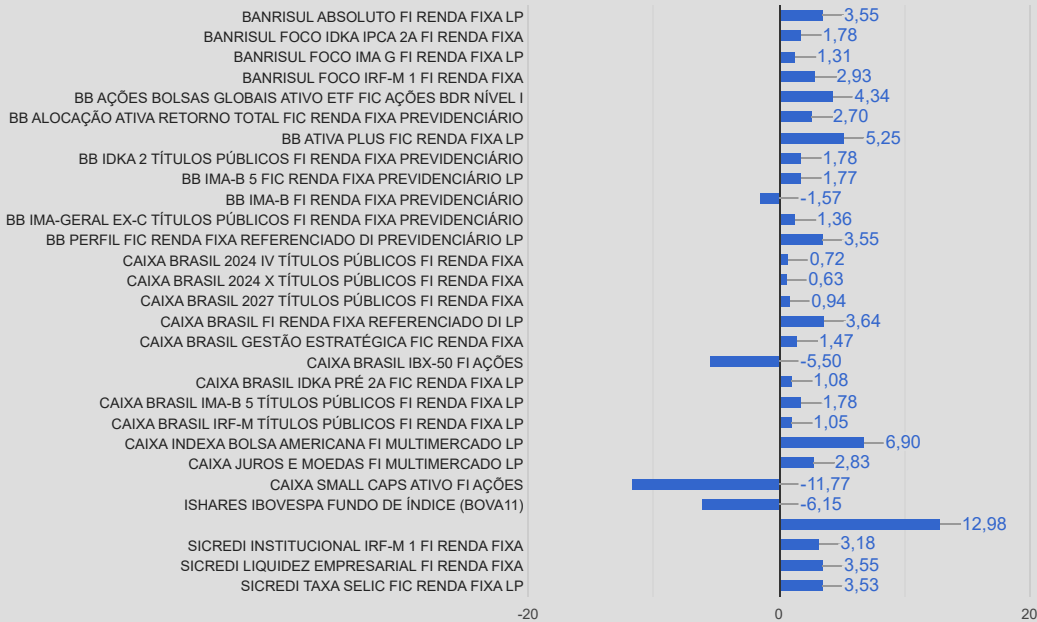 BANRISUL ABSOLUTO FI RENDA FIXA LP 3,55
BANRISUL FOCO IDKA IPCA 2A FI RENDA FIXA 1,78
BANRISUL FOCO IMA G FI RENDA FIXA LP 1,31
BANRISUL FOCO IRF-M 1 FI RENDA FIXA 2,93
BB AÇÕES BOLSAS GLOBAIS ATIVO ETF FIC AÇÕES BDR NÍVEL I 4,34
BB ALOCAÇÃO ATIVA RETORNO TOTAL FIC RENDA FIXA PREVIDENCIÁRIO 2,70
BB ATIVA PLUS FIC RENDA FIXA LP 5,25
BB IDKA 2 TÍTULOS PÚBLICOS FI RENDA FIXA PREVIDENCIÁRIO 1,78
BB IMA-B 5 FIC RENDA FIXA PREVIDENCIÁRIO LP 1,77
BB IMA-B FI RENDA FIXA PREVIDENCIÁRIO -1,57
BB IMA-GERAL EX-C TÍTULOS PÚBLICOS FI RENDA FIXA PREVIDENCIÁRIO 1,36
BB PERFIL FIC RENDA FIXA REFERENCIADO DI PREVIDENCIÁRIO LP 3,55
CAIXA BRASIL 2024 IV TÍTULOS PÚBLICOS FI RENDA FIXA 0,72
CAIXA BRASIL 2024 X TÍTULOS PÚBLICOS FI RENDA FIXA 0,63
CAIXA BRASIL 2027 TÍTULOS PÚBLICOS FI RENDA FIXA 0,94
CAIXA BRASIL FI RENDA FIXA REFERENCIADO DI LP 3,64
CAIXA BRASIL GESTÃO ESTRATÉGICA FIC RENDA FIXA 1,47
CAIXA BRASIL IBX-50 FI AÇÕES -5,50
CAIXA BRASIL IDKA PRÉ 2A FIC RENDA FIXA LP 1,08
CAIXA BRASIL IMA-B 5 TÍTULOS PÚBLICOS FI RENDA FIXA LP 1,78
CAIXA BRASIL IRF-M TÍTULOS PÚBLICOS FI RENDA FIXA LP 1,05
CAIXA INDEXA BOLSA AMERICANA FI MULTIMERCADO LP 6,90
CAIXA JUROS E MOEDAS FI MULTIMERCADO LP 2,83
CAIXA SMALL CAPS ATIVO FI AÇÕES -11,77
ISHARES IBOVESPA FUNDO DE ÍNDICE (BOVA11) -6,15
12,98
SICREDI INSTITUCIONAL IRF-M 1 FI RENDA FIXA 3,18
SICREDI LIQUIDEZ EMPRESARIAL FI RENDA FIXA 3,55
SICREDI TAXA SELIC FIC RENDA FIXA LP 3,53
-20 0 20